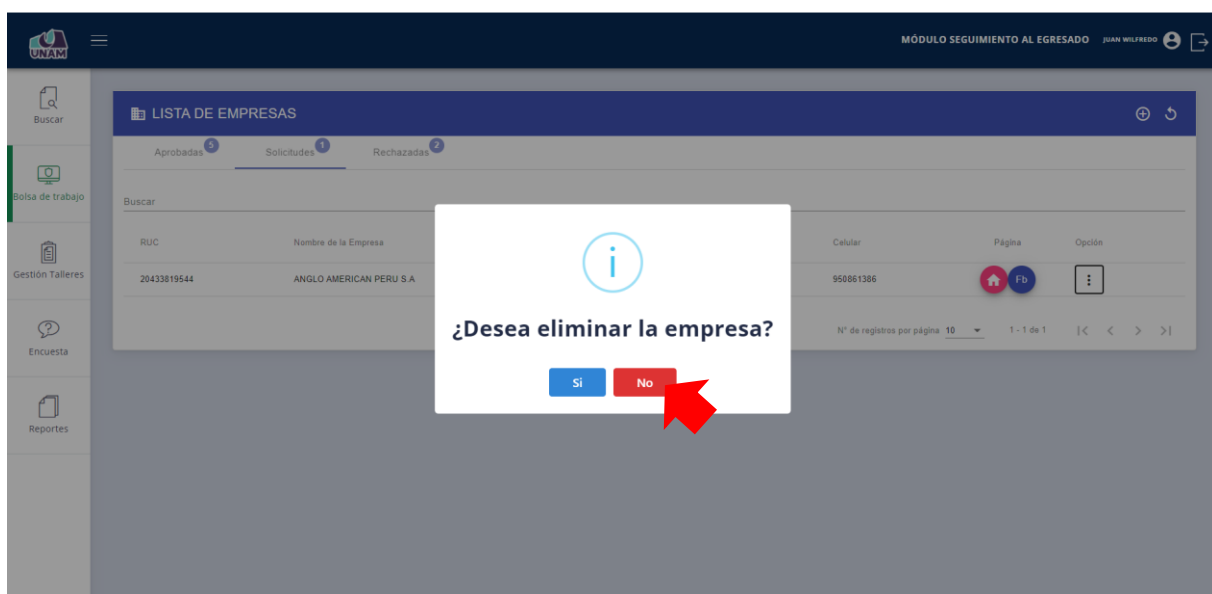 UNAM
MÓDULO SEGUIMIENTO AL EGRESADO JUAN WILFREDO
Buscar
Bolsa de trabajo
Gestión Talleres
Encuesta
Reportes
LISTA DE EMPRESAS
Aprobadas 5 Solicitudes 1 Rechazadas 2
Buscar
RUC Nombre de la Empresa Celular Página Opción
20433819544 ANGLO AMERICAN PERU S.A 950861386 Fb
N° de registros por página 10 1 - 1 de 1
i
¿Desea eliminar la empresa?
Si No